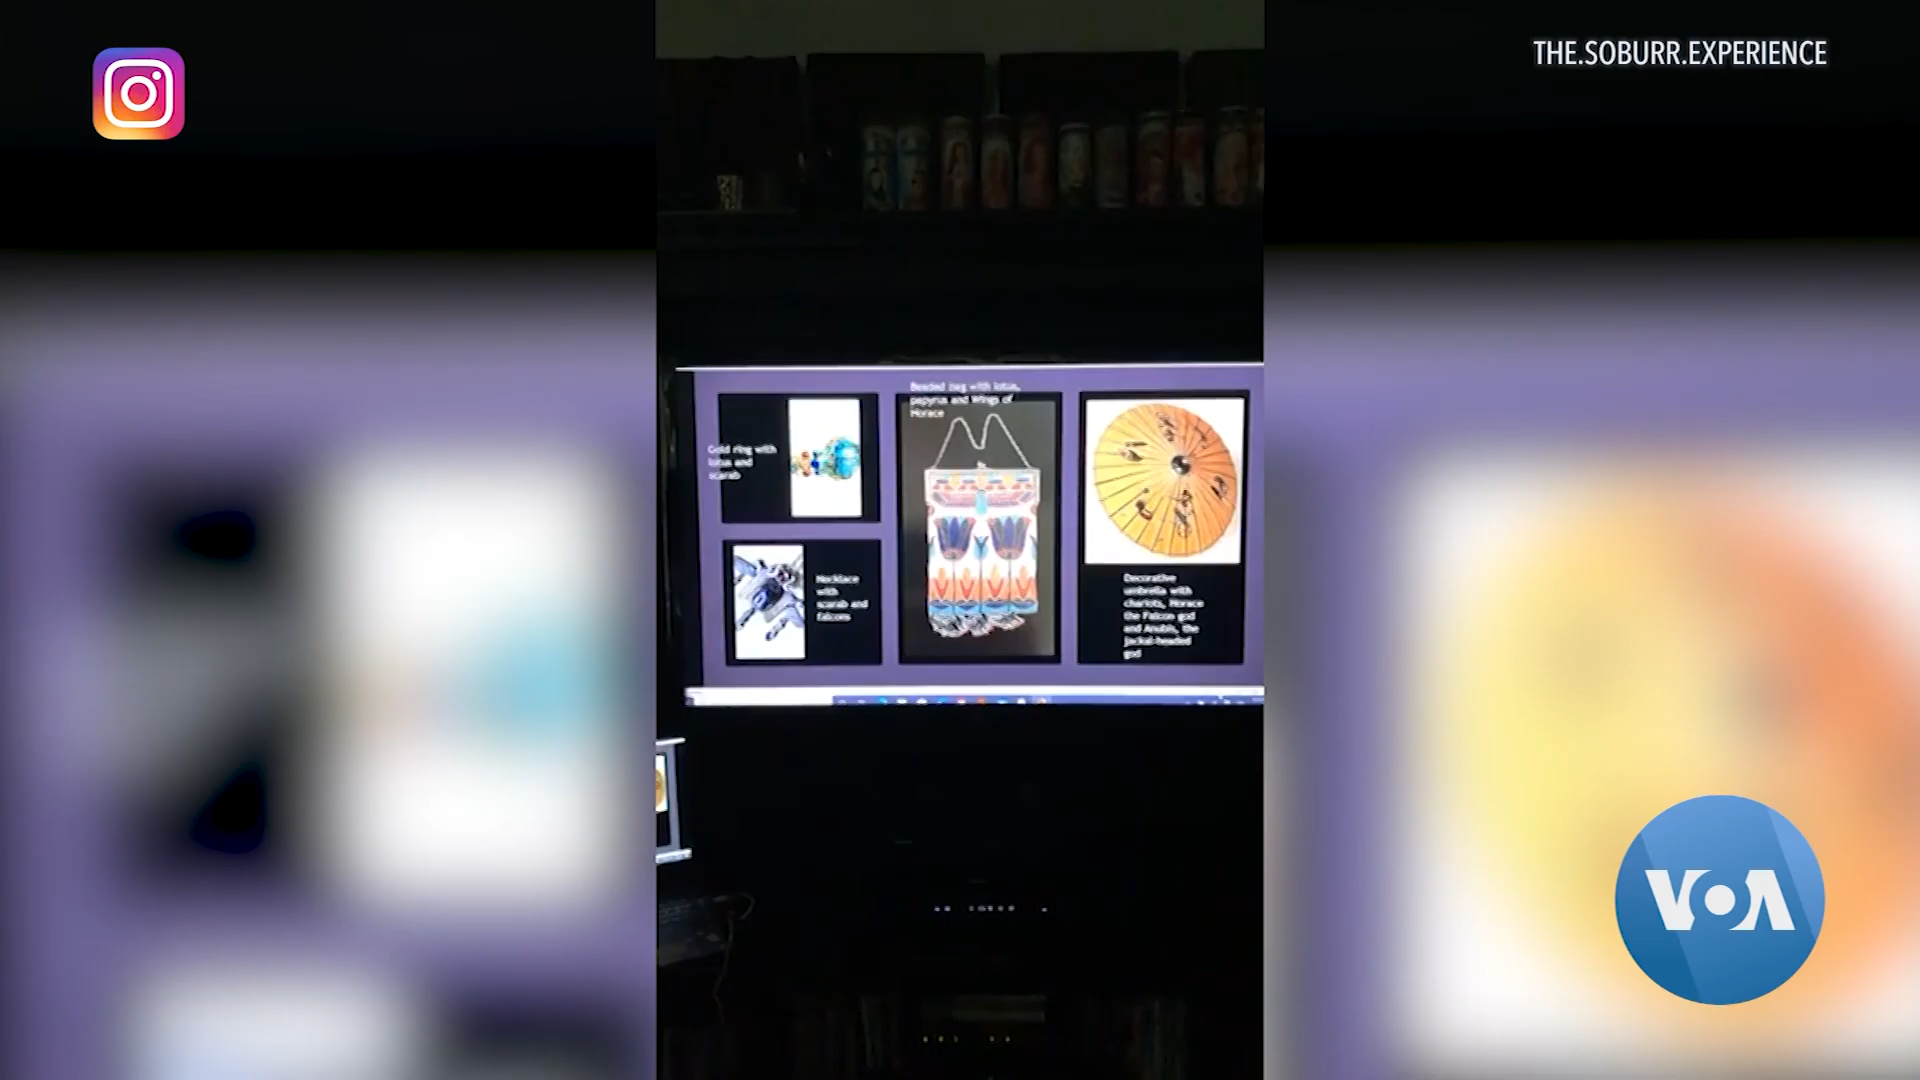 THE.SOBURR.EXPERIENCE
Beaded bag with lotus,
papyrus and Wings of
Horace
Gold ring with
lotus and
scarab
Necklace
with
scarab and
falcons
Decorative
umbrella with
chariots, Horace
the Falcon god
and Anubis, the
jackal-headed
god
VOA